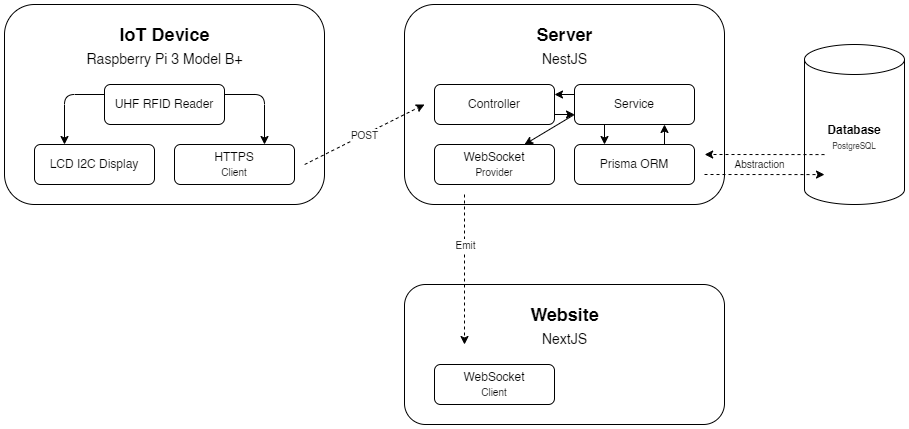 IoT Device
Raspberry Pi 3 Model B+
UHF RFID Reader
LCD I2C Display
HTTPS
Client
POST
Server
NestJS
Controller
Service
WebSocket
Provider
Prisma ORM
Abstraction
Database
PostgreSQL
Emit
Website
NextJS
WebSocket
Client